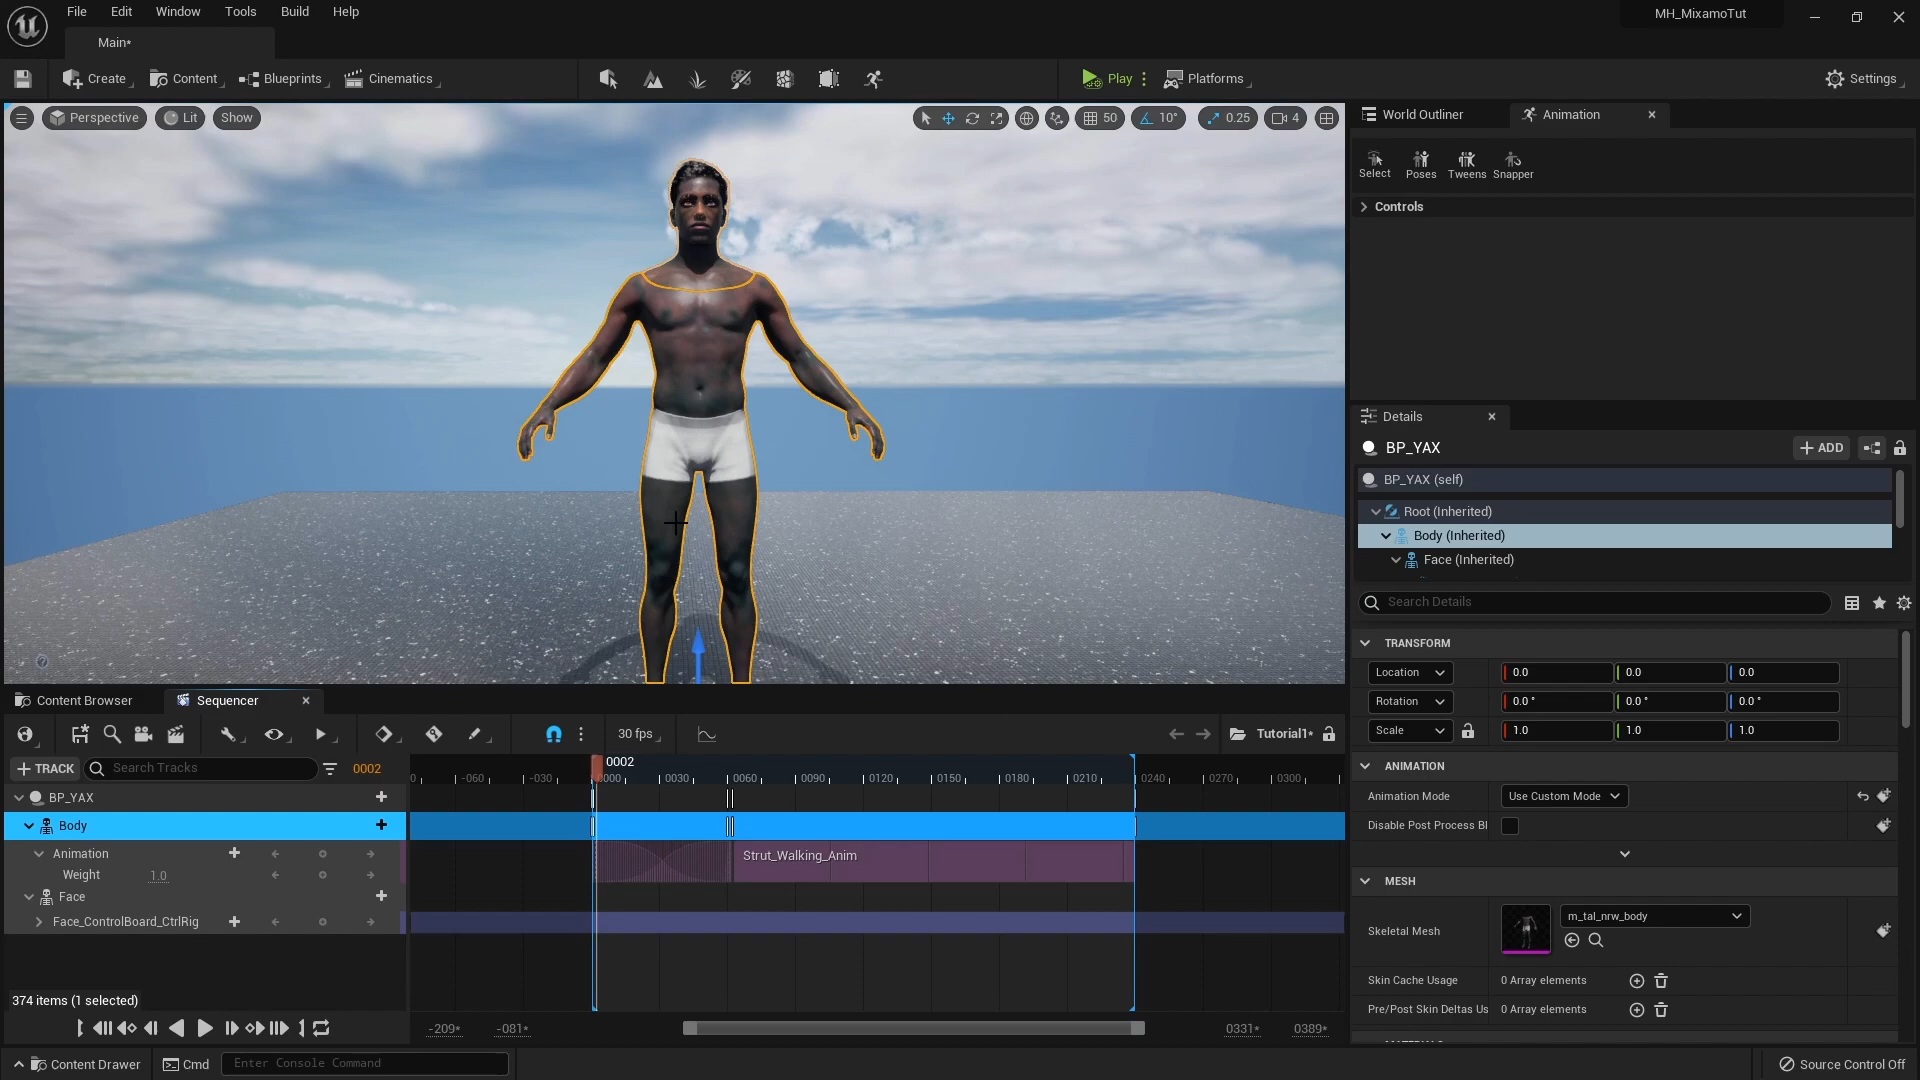 File Edit Window Tools Build Help
MH_MixamoTut
Main*
Create Content Blueprints Cinematics
Play Platforms
Settings
Perspective Lit Show
50 10° 0.25 4
World Outliner Animation
Select Poses Tweens Snapper
Controls
Details
BP_YAX
ADD
BP_YAX (self)
Root (Inherited)
Body (Inherited)
Face (Inherited)
Search Details
TRANSFORM
Location 0.0 0.0 0.0
Rotation 0.0 ° 0.0 ° 0.0 °
Scale 1.0 1.0 1.0
ANIMATION
Animation Mode Use Custom Mode
Disable Post Process Bl
MESH
Skeletal Mesh m_tal_nrw_body
Skin Cache Usage 0 Array elements
Pre/Post Skin Deltas Us 0 Array elements
Content Browser Sequencer
30 fps
Tutorial1*
+ TRACK Search Tracks 0002
0002
-060 -030 0000 0030 0060 0090 0120 0150 0180 0210 0240 0270 0300
BP_YAX
Body
Animation
Strut_Walking_Anim
Weight 1.0
Face
Face_ControlBoard_CtrlRig
374 items (1 selected)
-209* -081* 0331* 0389*
Content Drawer Cmd Enter Console Command
Source Control Off